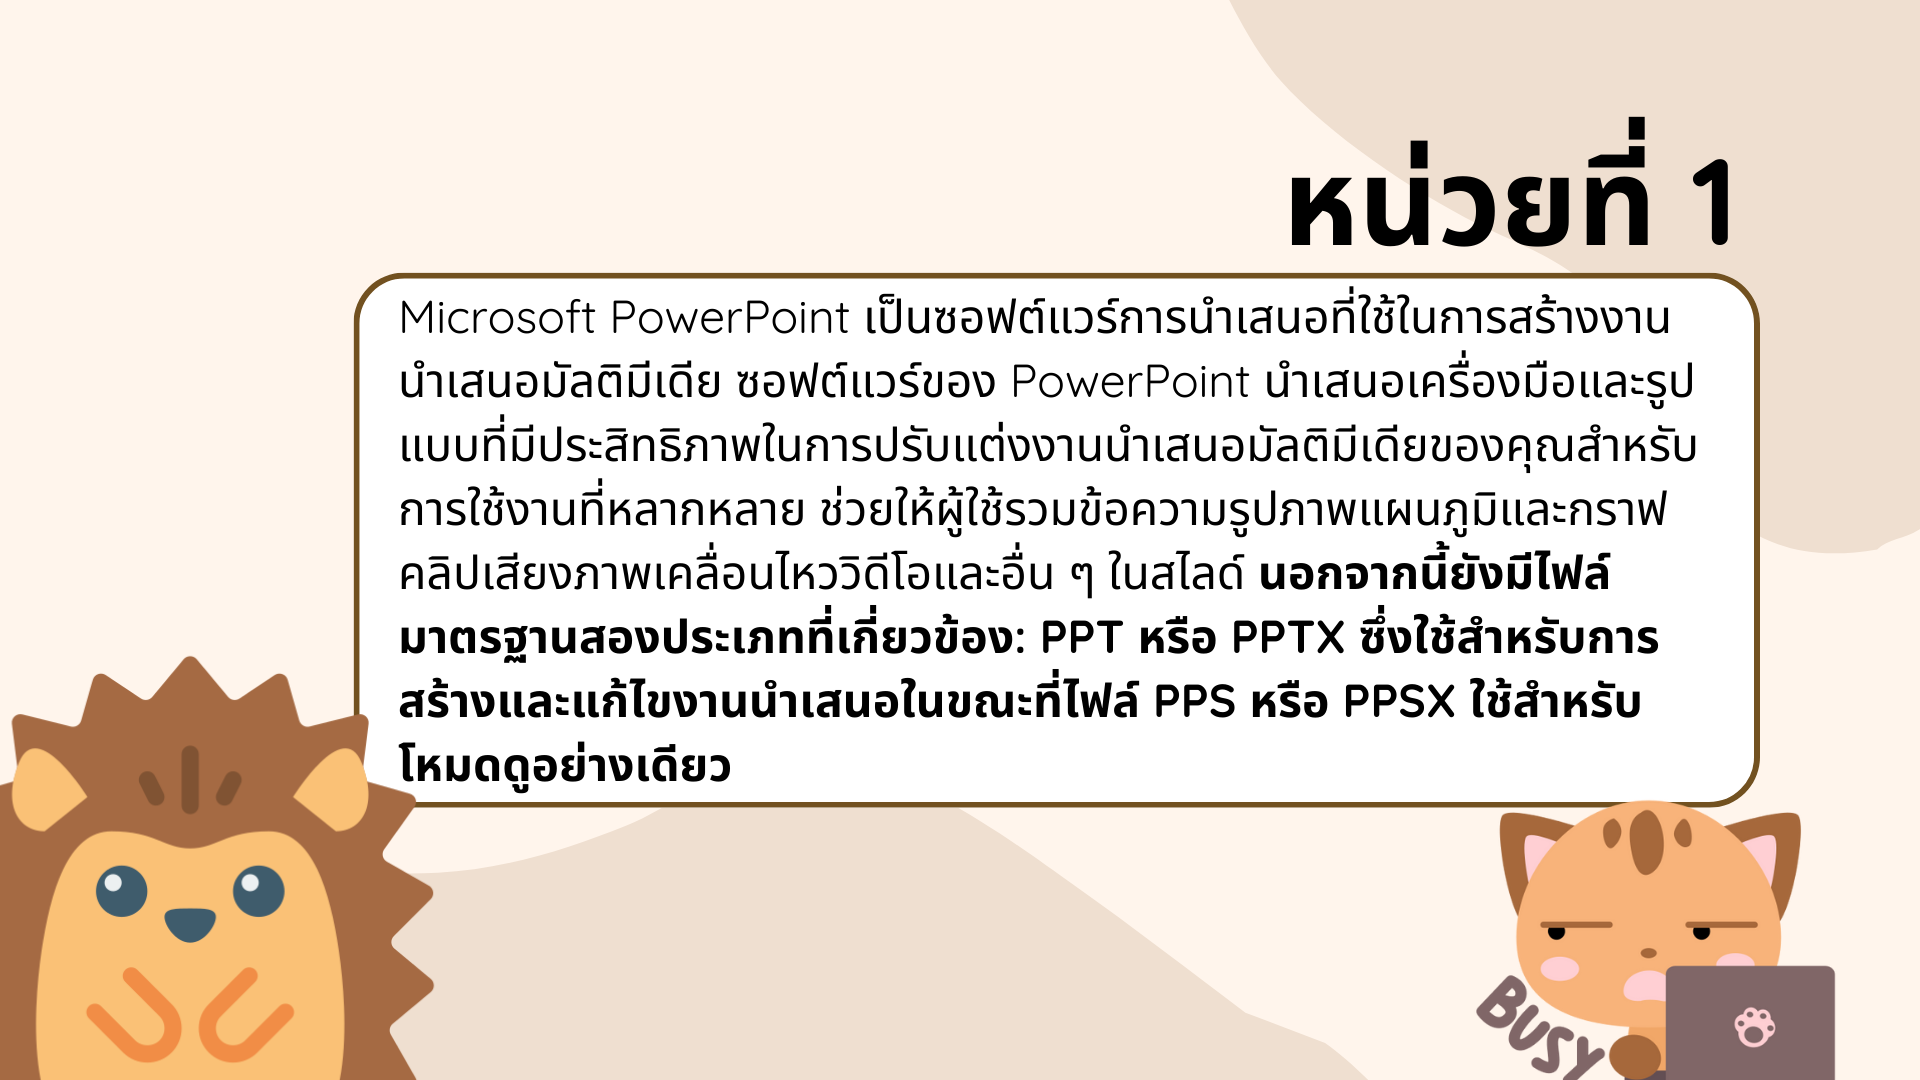 หน่วยที่ 1
Microsoft PowerPoint เป็นซอฟต์แวร์การนำเสนอที่ใช้ในการสร้างงาน
นำเสนอมัลติมีเดีย ซอฟต์แวร์ของ PowerPoint นำเสนอเครื่องมือและรูป
แบบที่มีประสิทธิภาพในการปรับแต่งงานนำเสนอมัลติมีเดียของคุณสำหรับ
การใช้งานที่หลากหลาย ช่วยให้ผู้ใช้รวมข้อความรูปภาพแผนภูมิและกราฟ
คลิปเสียงภาพเคลื่อนไหววิดีโอและอื่น ๆ ในสไลด์ นอกจากนี้ยังมีไฟล์
มาตรฐานสองประเภทที่เกี่ยวข้อง: PPT หรือ PPTX ซึ่งใช้สำหรับการ
สร้างและแก้ไขงานนำเสนอในขณะที่ไฟล์ PPS หรือ PPSX ใช้สำหรับ
โหมดดูอย่างเดียว
BUSY